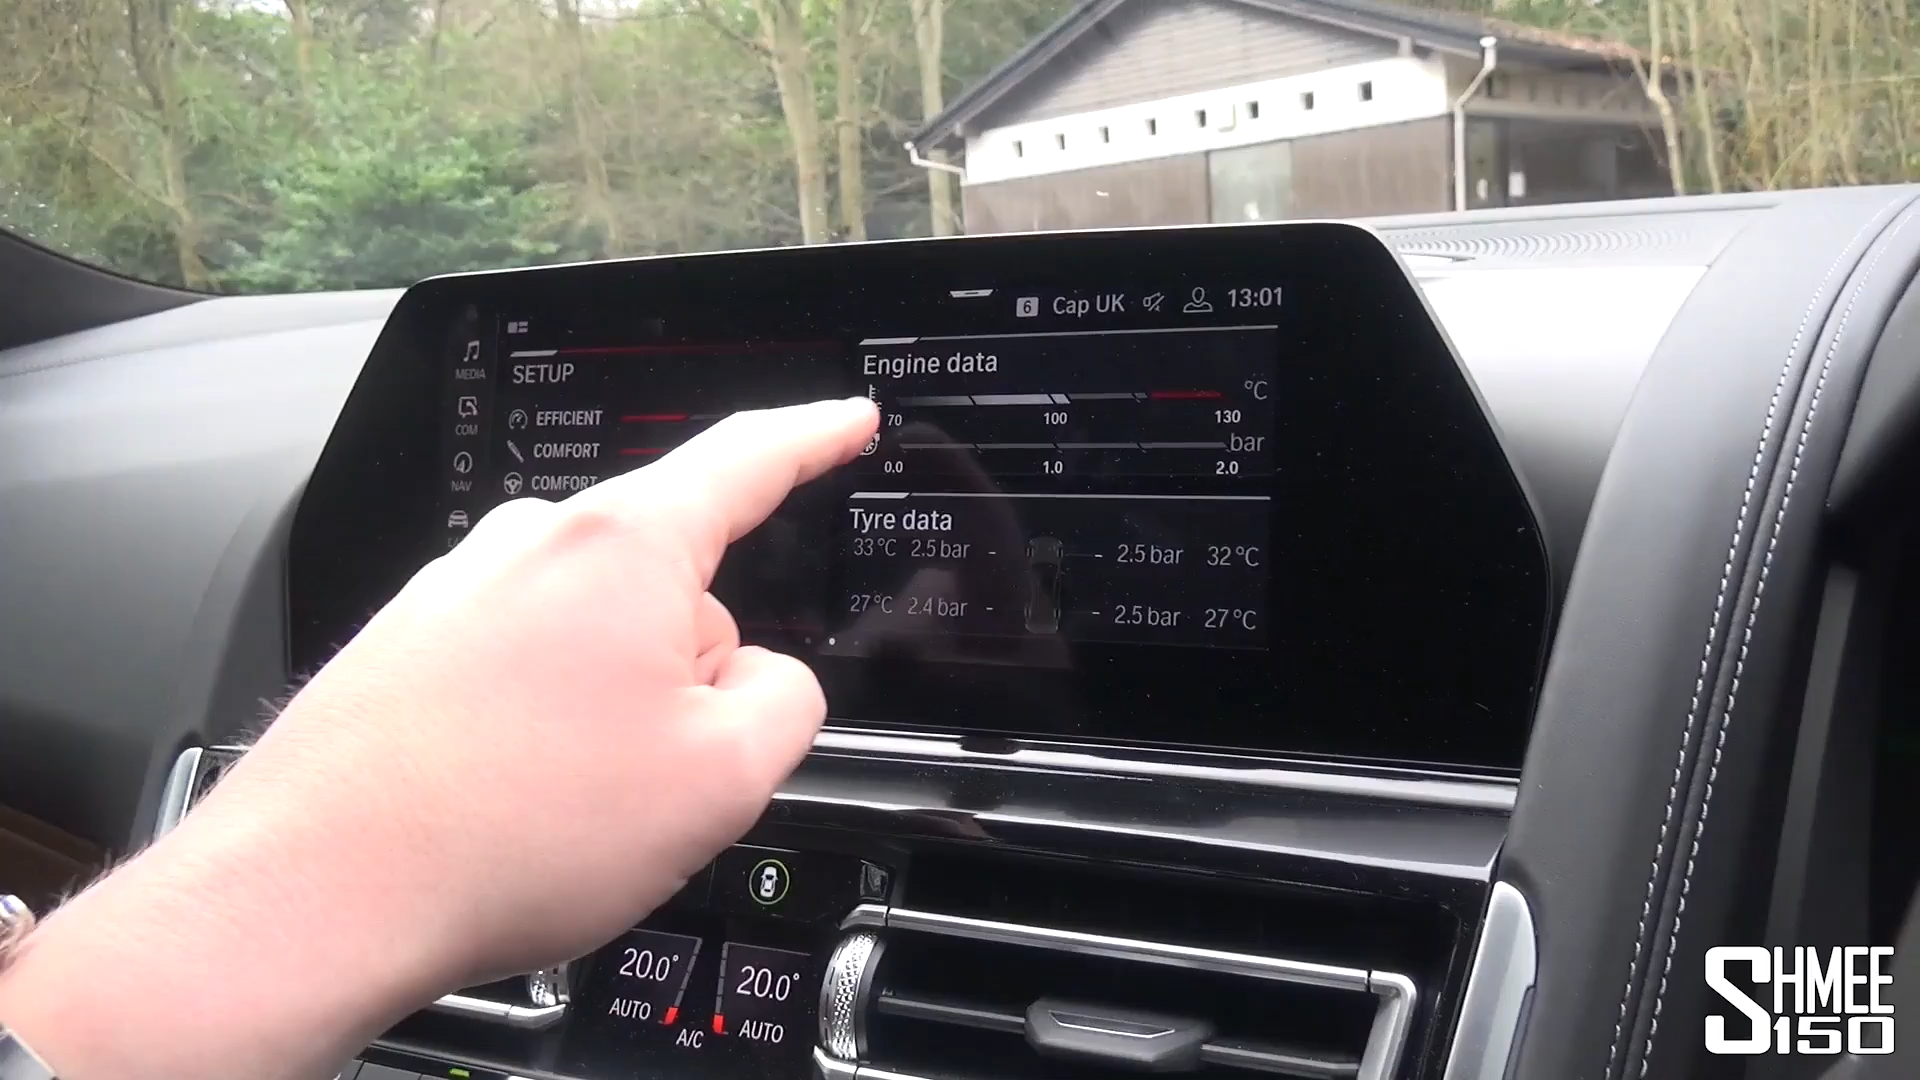 6 Cap UK 13:01
MEDIA
COM
NAV
SETUP
EFFICIENT
COMFORT
COMFORT
Engine data
°C
70 100 130
bar
0.0 1.0 2.0
Tyre data
33°C 2.5 bar - - 2.5 bar 32°C
27°C 2.4 bar - - 2.5 bar 27°C
20.0° 20.0°
AUTO A/C AUTO
SHMEE
150